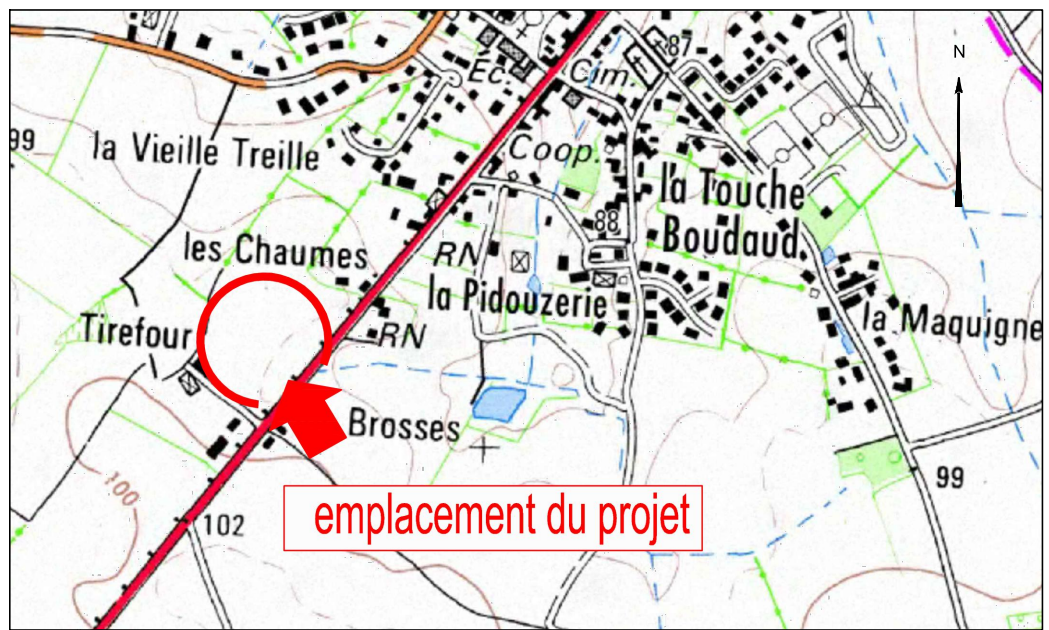 87
N
Éc.
Cim.
99
la Vieille Treille
Coop.
la Touche
Boudaud
88
les Chaumes
RN
la Pidouzerie
Tirefour
RN
la Maquigne
Brosses
100
99
emplacement du projet
102